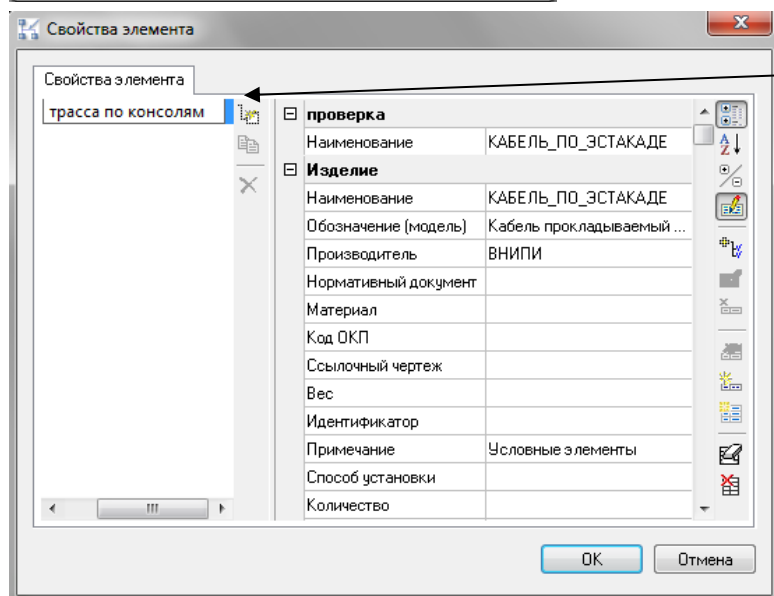 Свойства элемента
Свойства элемента
трасса по консолям
проверка
Наименование КАБЕЛЬ_ПО_ЭСТАКАДЕ
Изделие
Наименование КАБЕЛЬ_ПО_ЭСТАКАДЕ
Обозначение (модель) Кабель прокладываемый ...
Производитель ВНИПИ
Нормативный документ
Материал
Код ОКП
Ссылочный чертеж
Вес
Идентификатор
Примечание Условные элементы
Способ установки
Количество
OK Отмена